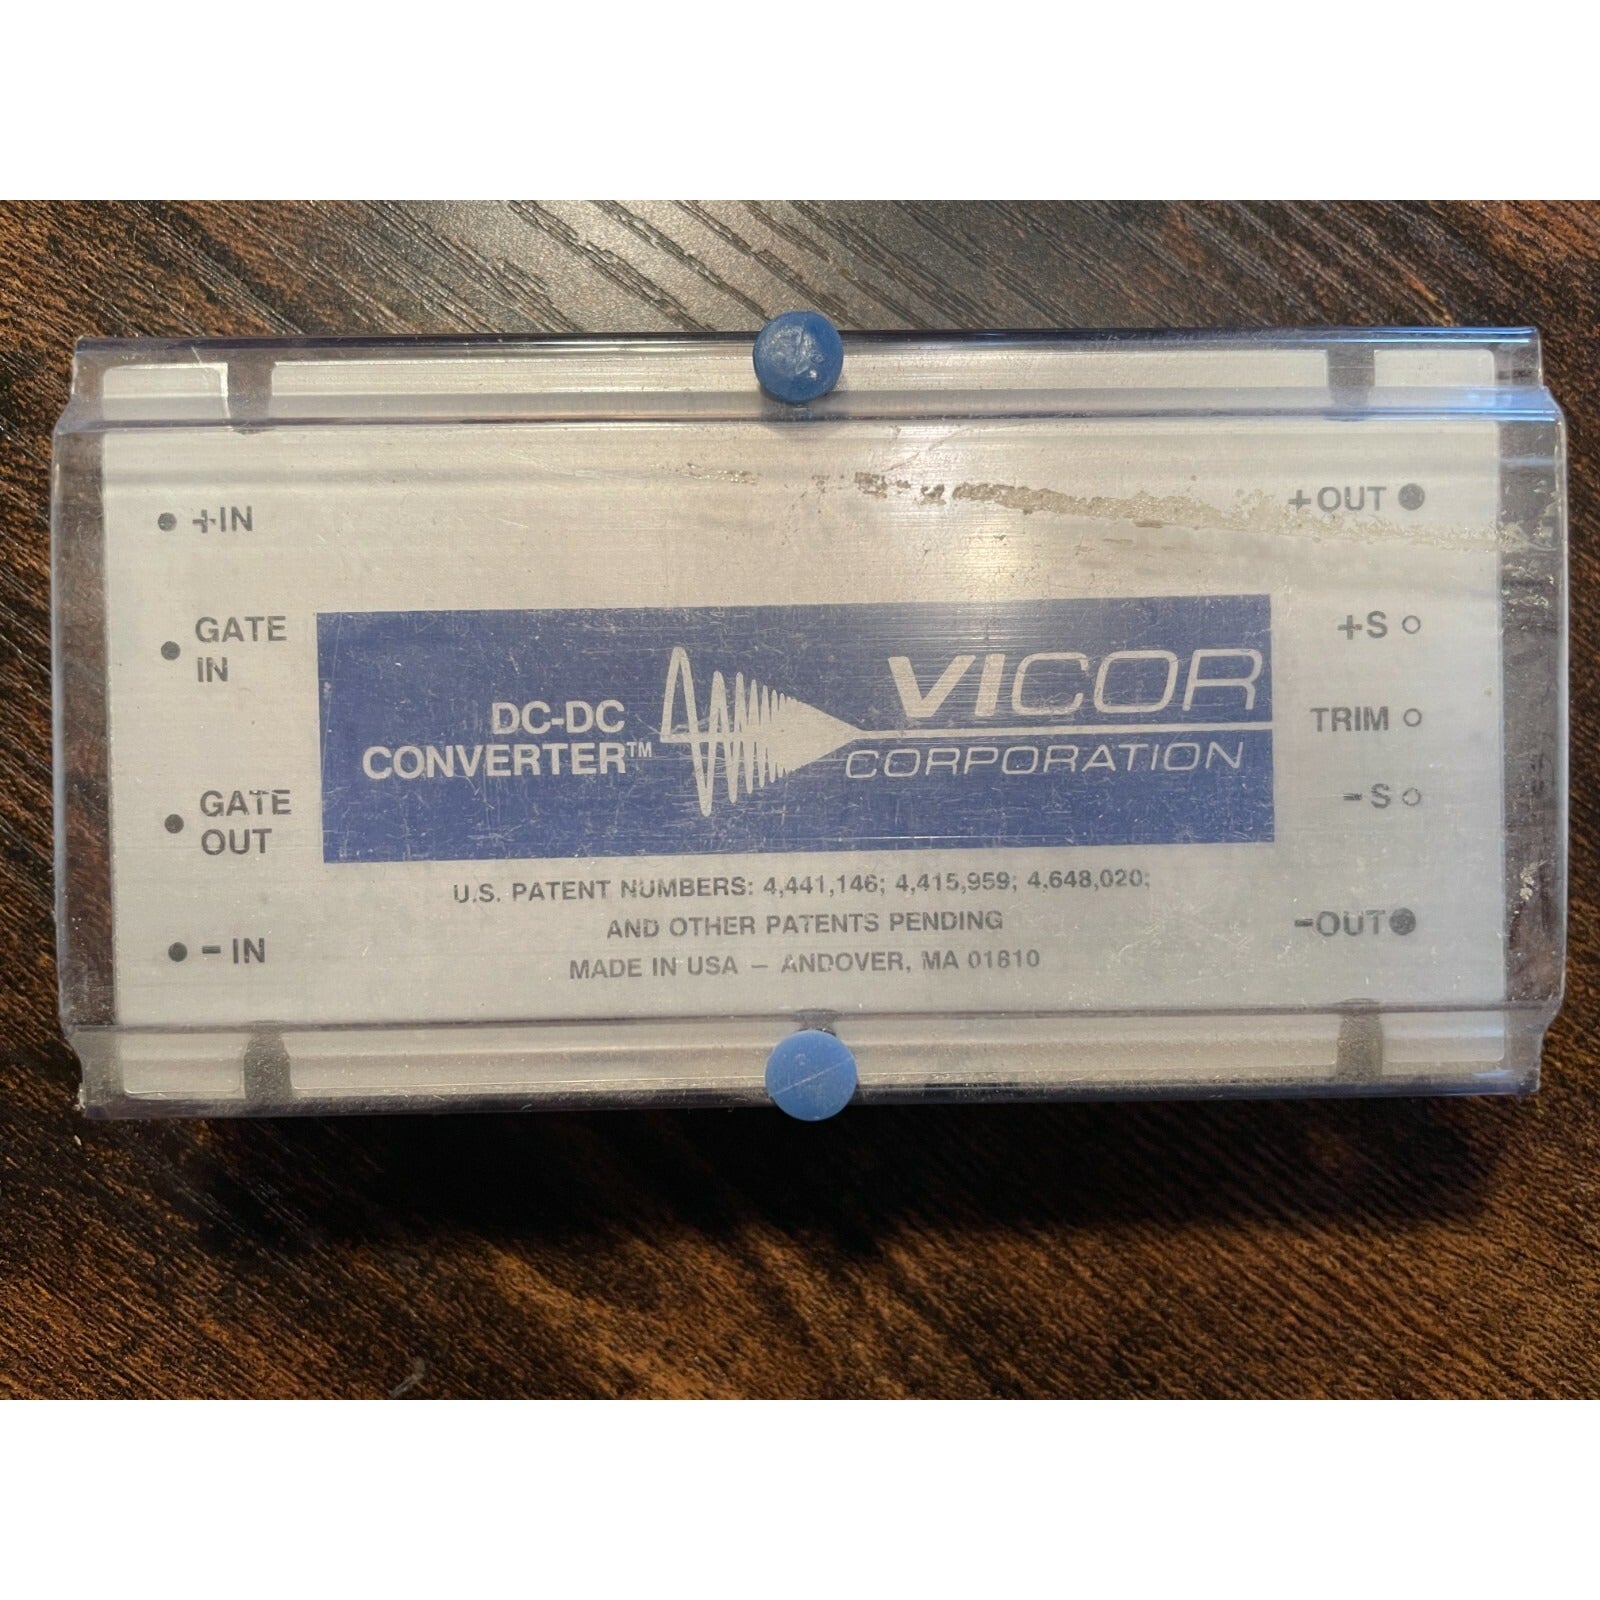 +IN
GATE
IN
GATE
OUT
- IN
DC-DC
CONVERTER™
VICOR
CORPORATION
U.S. PATENT NUMBERS: 4,441,146; 4,415,959; 4,648,020;
AND OTHER PATENTS PENDING
MADE IN USA – ANDOVER, MA 01810
+OUT
+S
TRIM
-S
-OUT